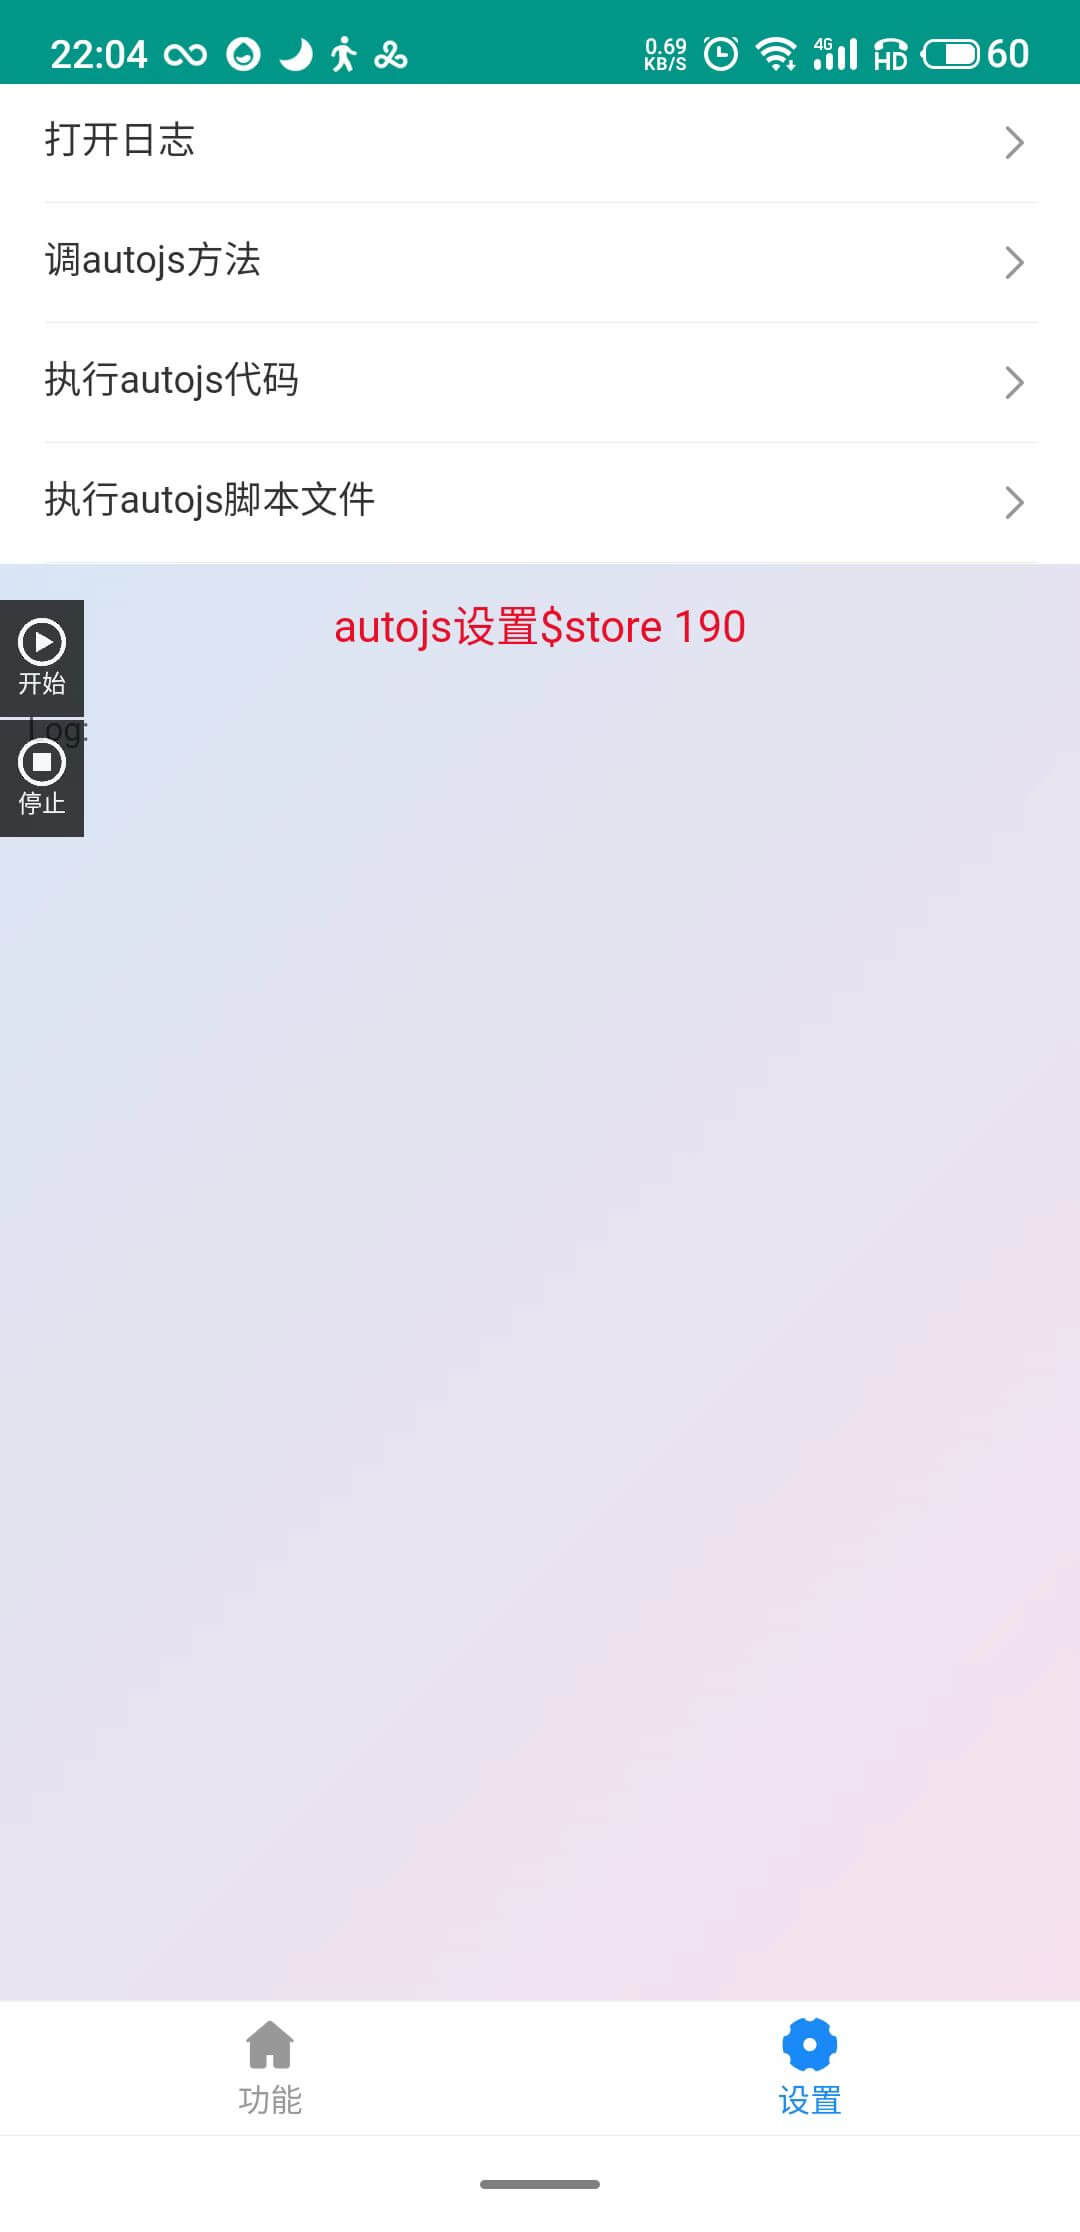 22:04 0.69 KB/S 4G HD 60
打开日志
调autojs方法
执行autojs代码
执行autojs脚本文件
autojs设置$store 190
开始
Log:
停止
功能 设置